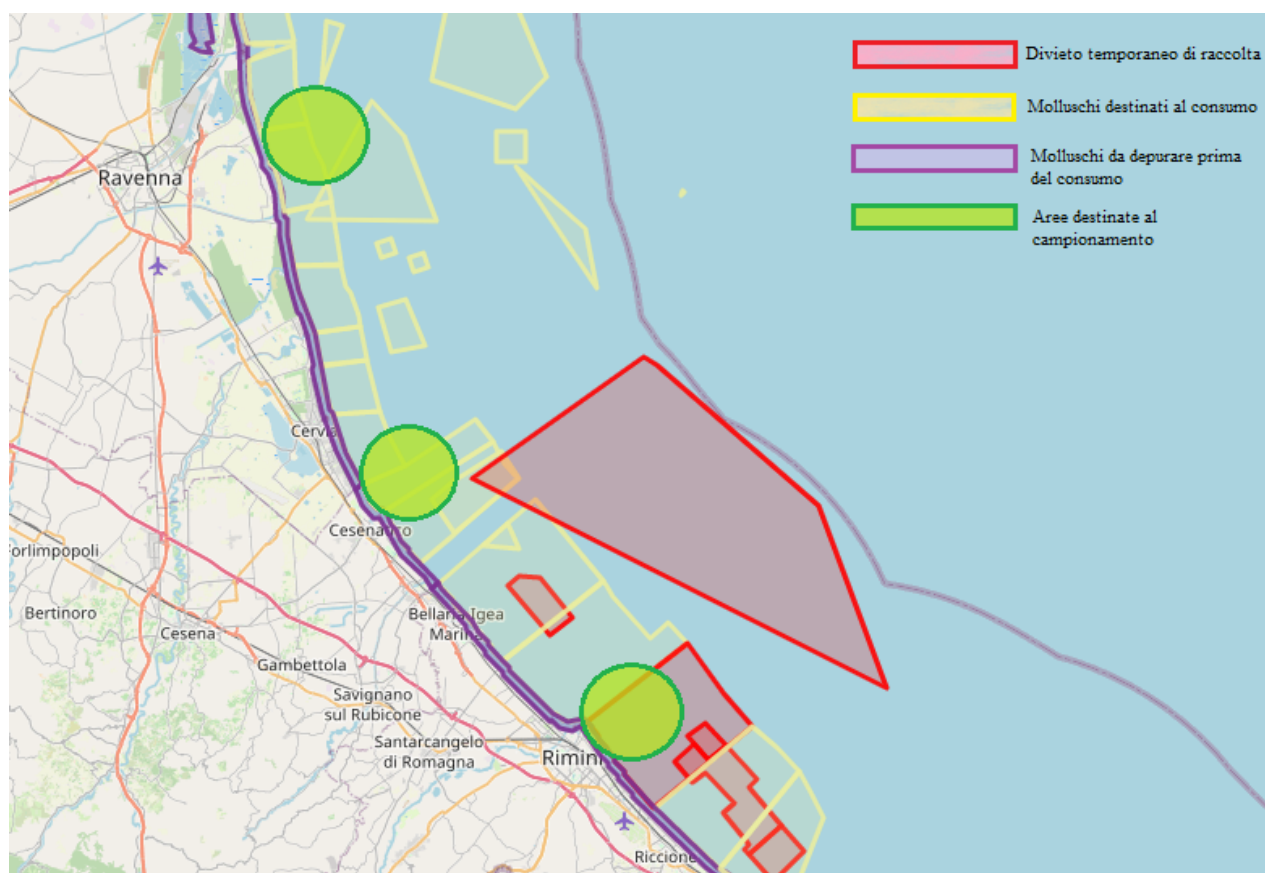 Divieto temporaneo di raccolta
Molluschi destinati al consumo
Molluschi da depurare prima
del consumo
Aree destinate al
campionamento
Ravenna
Cervia
Cesenatico
Forlimpopoli
Bertinoro
Cesena
Bellaria Igea
Marina
Gambettola
Savignano
sul Rubicone
Santarcangelo
di Romagna
Rimini
Riccione